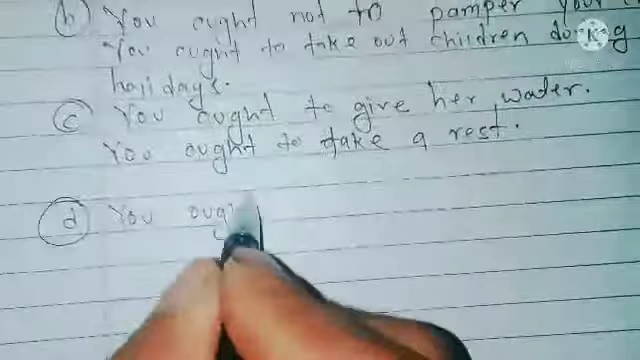 (b) You ought not to pamper your
You ought to take out children during
holidays.
(c) You ought to give her water.
You ought to take a rest.
(d) You oug